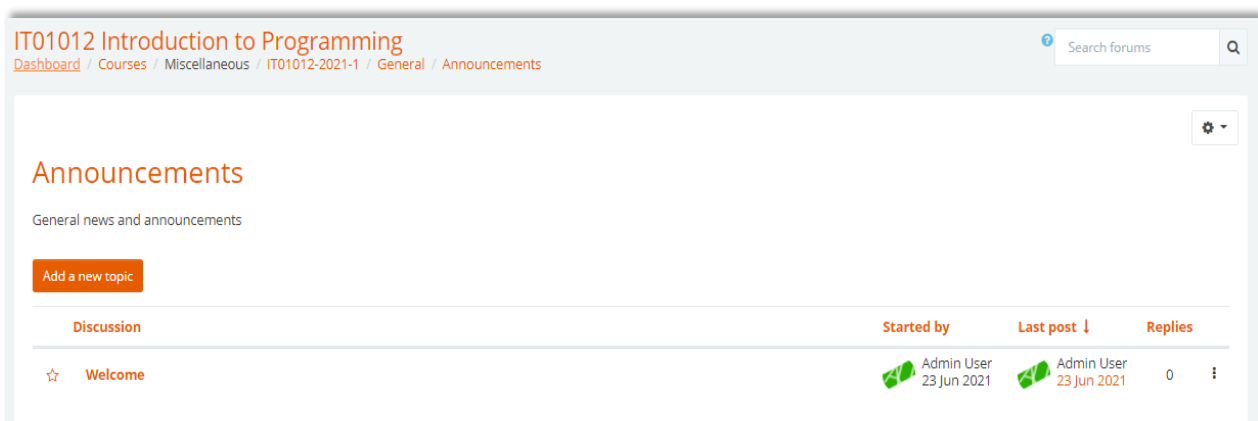 IT01012 Introduction to Programming
Dashboard / Courses / Miscellaneous / IT01012-2021-1 / General / Announcements
? Search forums
Announcements
General news and announcements
Add a new topic
Discussion Started by Last post ↓ Replies
Welcome Admin User Admin User 0
23 Jun 2021 23 Jun 2021